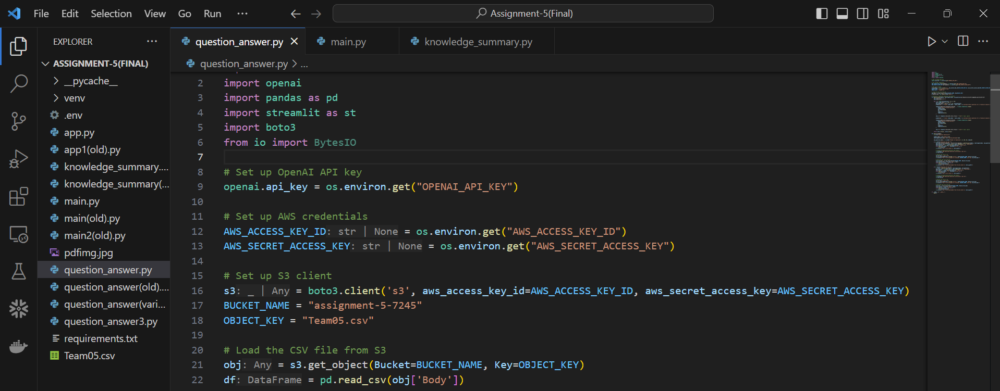 File Edit Selection View Go Run ...
Assignment-5(Final)
EXPLORER ...
question_answer.py
main.py
knowledge_summary.py
ASSIGNMENT-5(FINAL)
__pycache__
venv
.env
app.py
app1(old).py
knowledge_summary....
knowledge_summary(...
main.py
main(old).py
main2(old).py
pdfimg.jpg
question_answer.py
question_answer(old)....
question_answer(vari...
question_answer3.py
requirements.txt
Team05.csv
question_answer.py > ...
2 import openai
3 import pandas as pd
4 import streamlit as st
5 import boto3
6 from io import BytesIO
7
8 # Set up OpenAI API key
9 openai.api_key = os.environ.get("OPENAI_API_KEY")
10
11 # Set up AWS credentials
12 AWS_ACCESS_KEY_ID: str | None = os.environ.get("AWS_ACCESS_KEY_ID")
13 AWS_SECRET_ACCESS_KEY: str | None = os.environ.get("AWS_SECRET_ACCESS_KEY")
14
15 # Set up S3 client
16 s3: _ | Any = boto3.client('s3', aws_access_key_id=AWS_ACCESS_KEY_ID, aws_secret_access_key=AWS_SECRET_ACCESS_KEY)
17 BUCKET_NAME = "assignment-5-7245"
18 OBJECT_KEY = "Team05.csv"
19
20 # Load the CSV file from S3
21 obj: Any = s3.get_object(Bucket=BUCKET_NAME, Key=OBJECT_KEY)
22 df: DataFrame = pd.read_csv(obj['Body'])